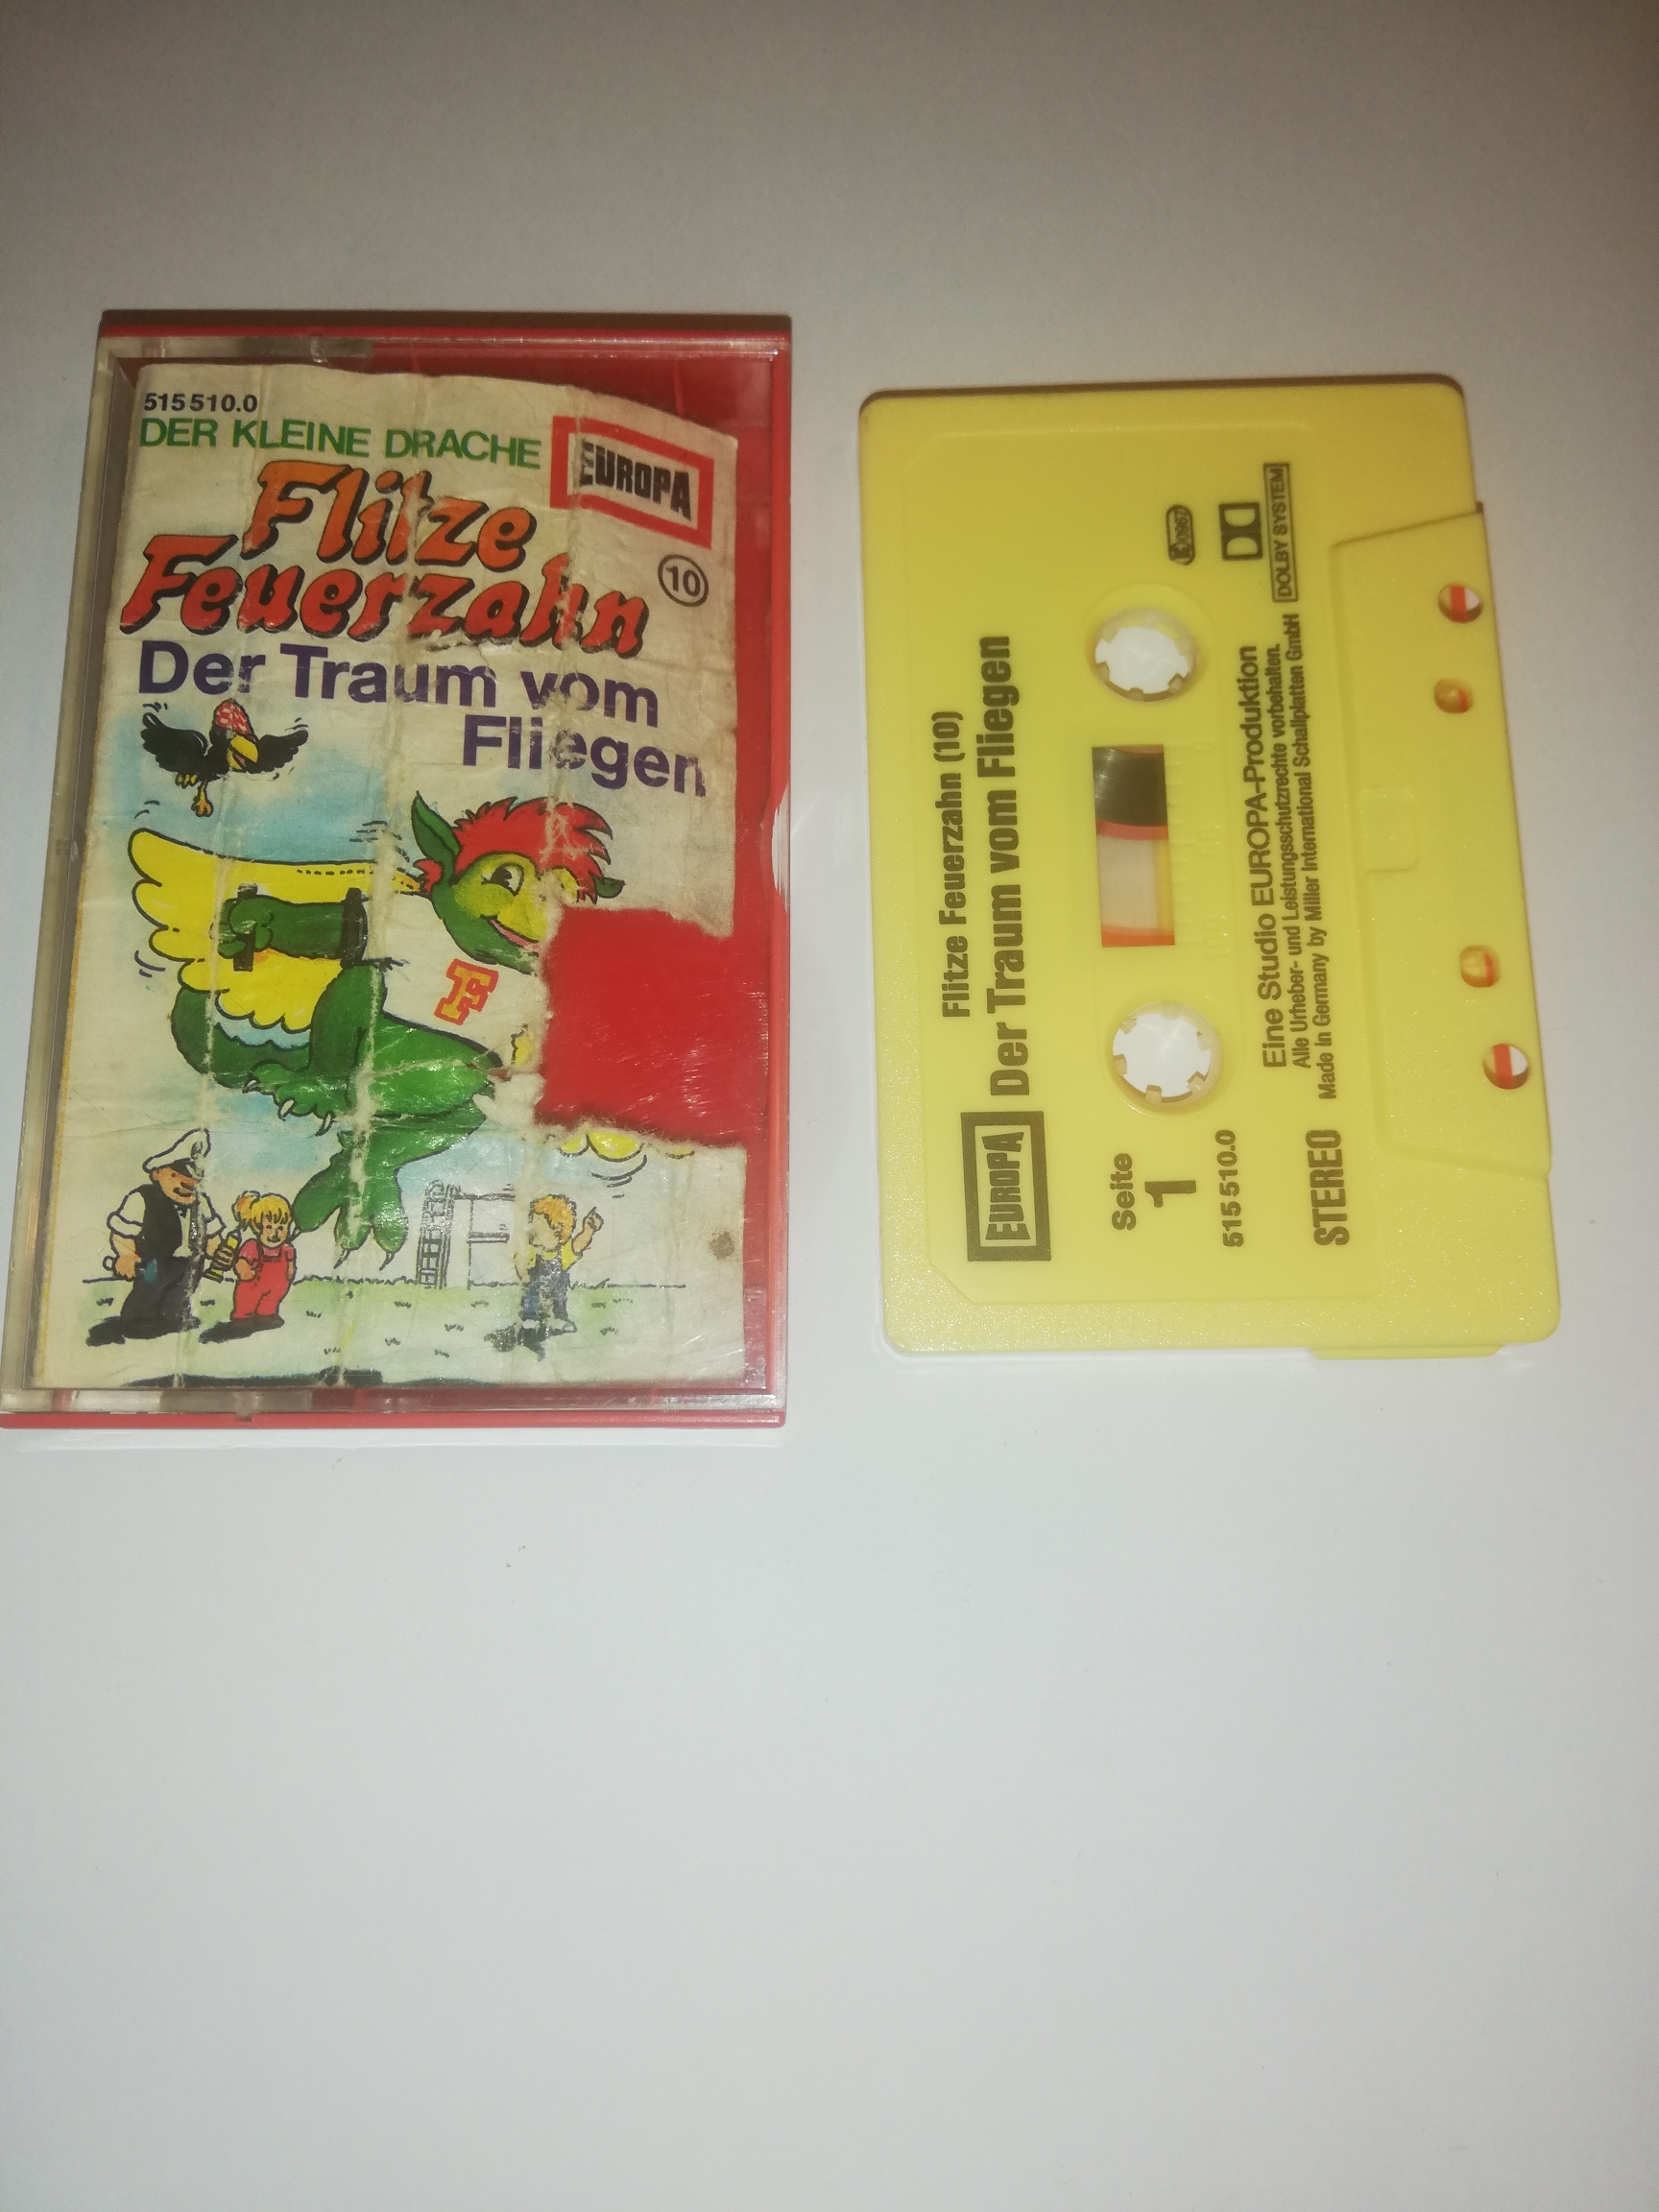 515 510.0
DER KLEINE DRACHE
EUROPA
Flitze
Feuerzahn
10
Der Traum vom
Fliegen
F
Flitze Feuerzahn (10)
EUROPA Der Traum vom Fliegen
Seite
1
515 510.0
Eine Studio EUROPA-Produktion
Alle Urheber- und Leistungsschutzrechte vorbehalten.
STEREO Made in Germany by Miller International Schallplatten GmbH
DOLBY SYSTEM